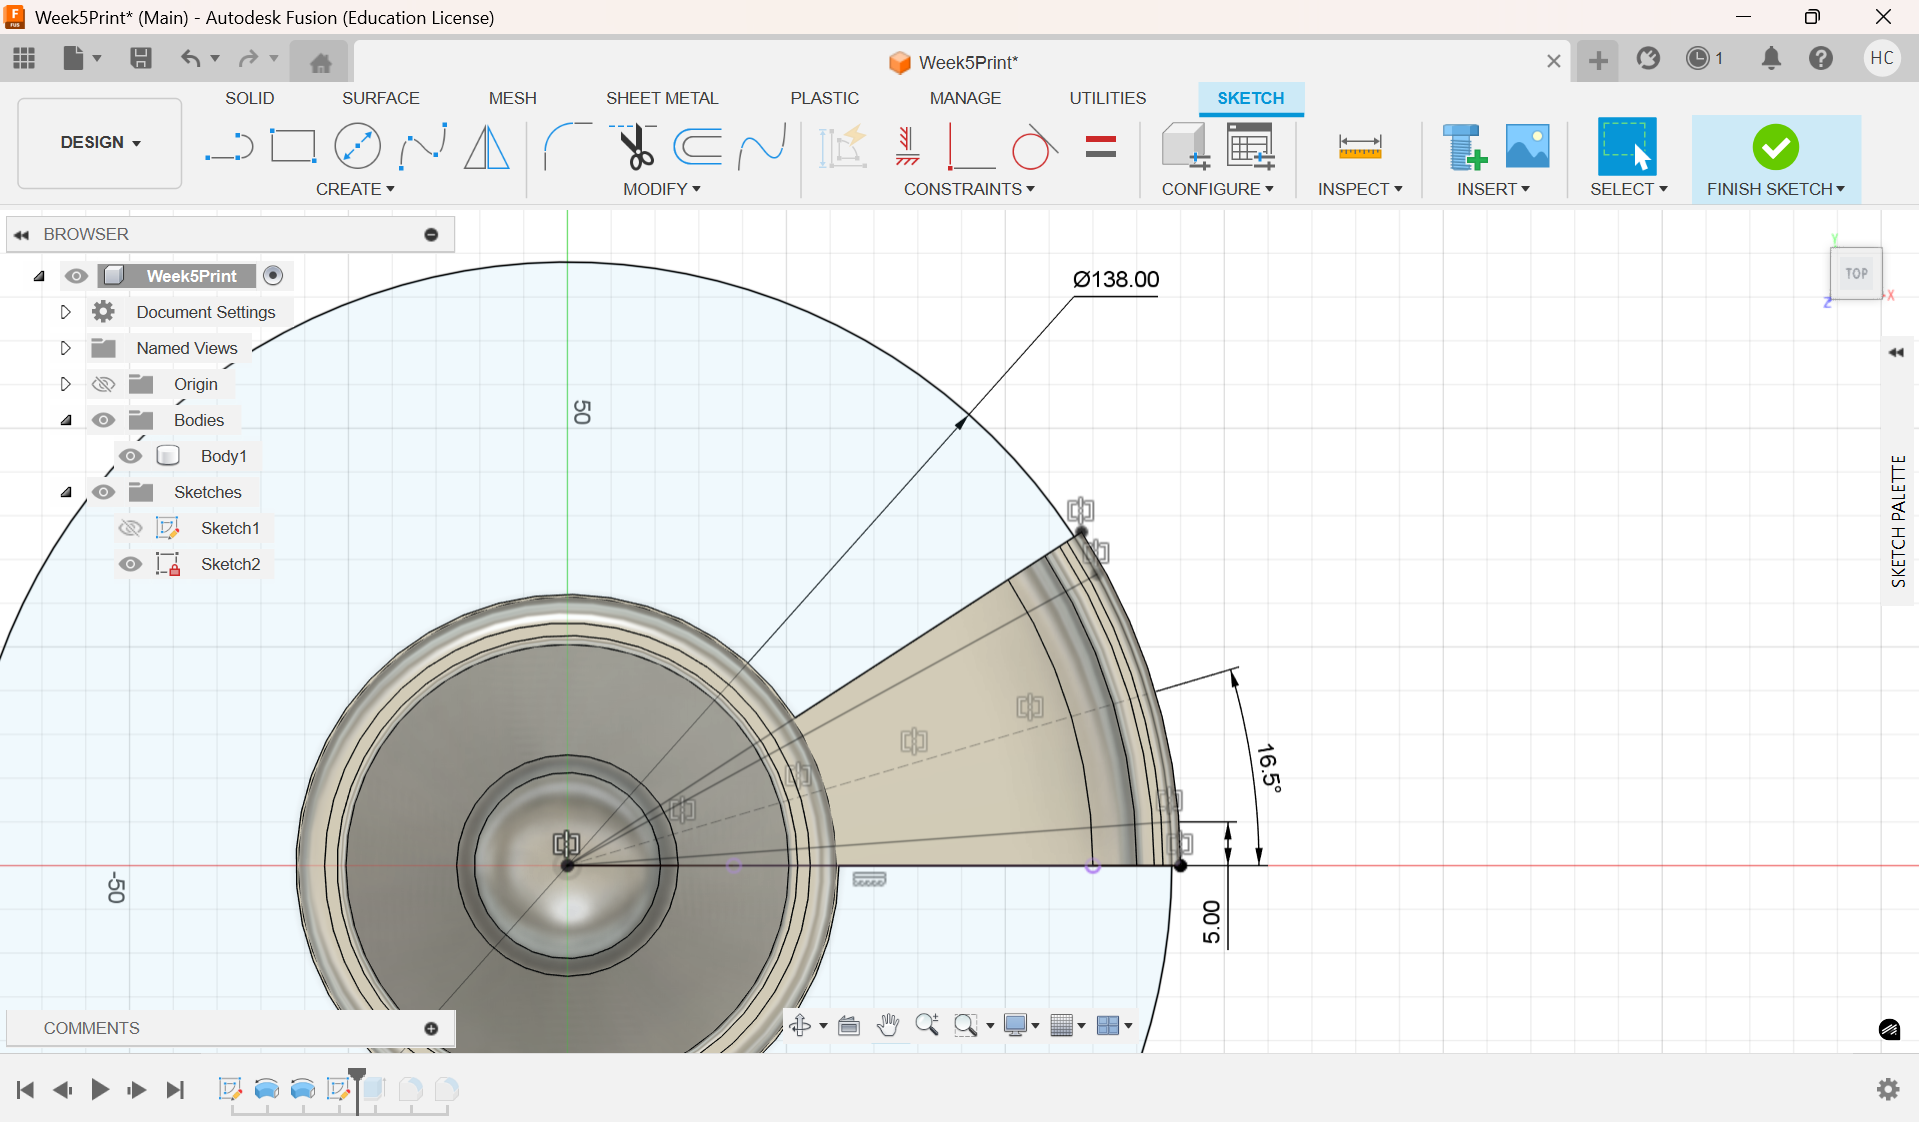 Week5Print* (Main) - Autodesk Fusion (Education License)
Week5Print*
1
HC
DESIGN
SOLID
SURFACE
MESH
SHEET METAL
PLASTIC
MANAGE
UTILITIES
SKETCH
CREATE
MODIFY
CONSTRAINTS
CONFIGURE
INSPECT
INSERT
SELECT
FINISH SKETCH
BROWSER
Week5Print
Document Settings
Named Views
Origin
Bodies
Body1
Sketches
Sketch1
Sketch2
Ø138.00
50
16.5°
5.00
-50
Y
TOP
X
Z
SKETCH PALETTE
COMMENTS